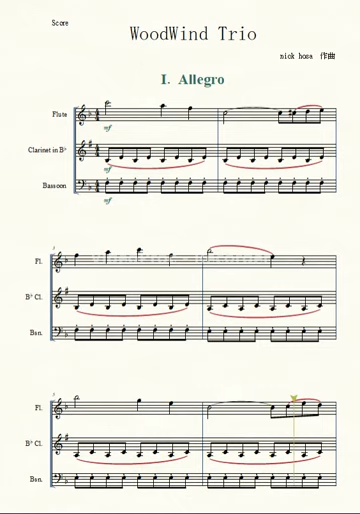 Score
WoodWind Trio
nick hosa 作曲
I. Allegro
Flute
mf
Clarinet in B♭
mf
Bassoon
mf
Fl.
B♭ Cl.
Bsn.
Fl.
B♭ Cl.
Bsn.